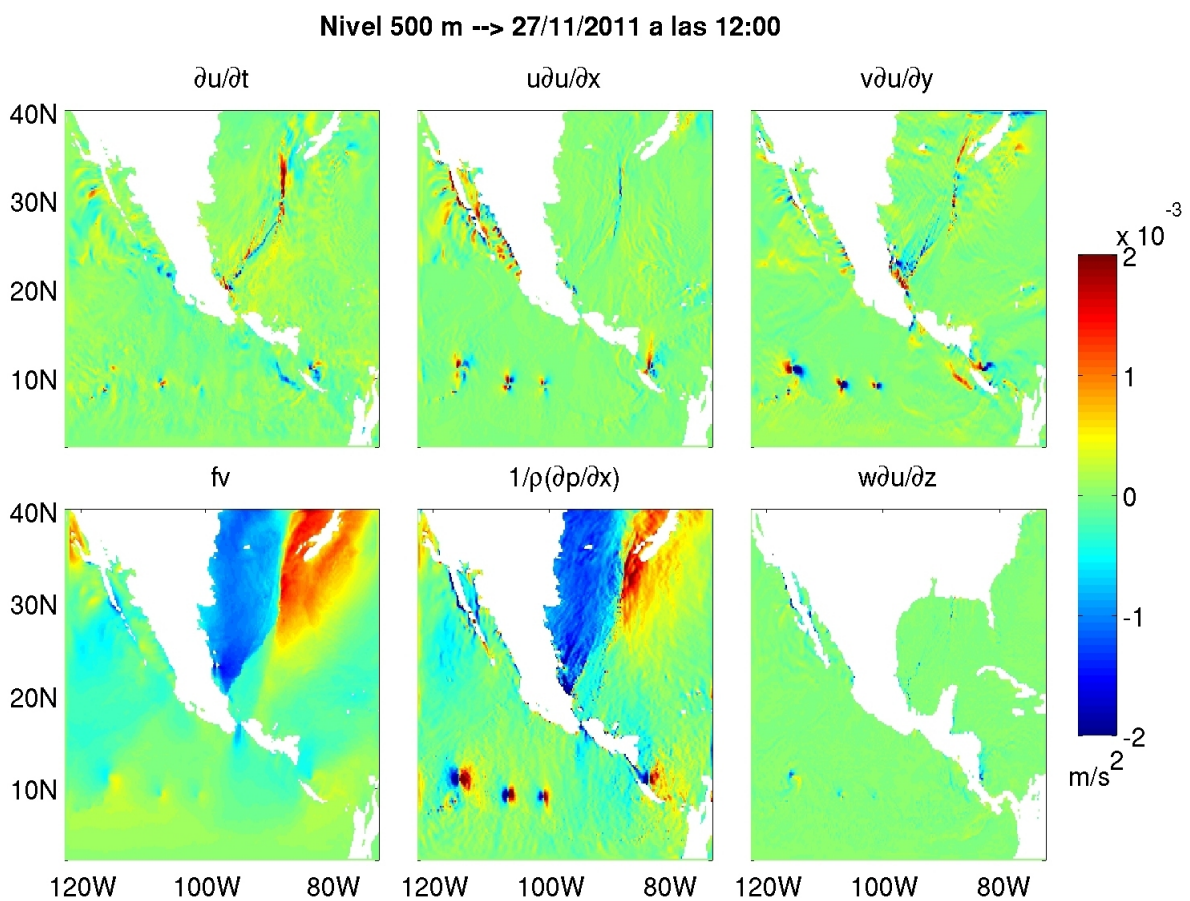 Nivel 500 m --> 27/11/2011 a las 12:00
∂u/∂t
u∂u/∂x
v∂u/∂y
40N
30N
20N
10N
x 10⁻³
2
1
0
-1
-2
m/s²
fv
1/ρ(∂p/∂x)
w∂u/∂z
40N
30N
20N
10N
120W 100W 80W
120W 100W 80W
120W 100W 80W